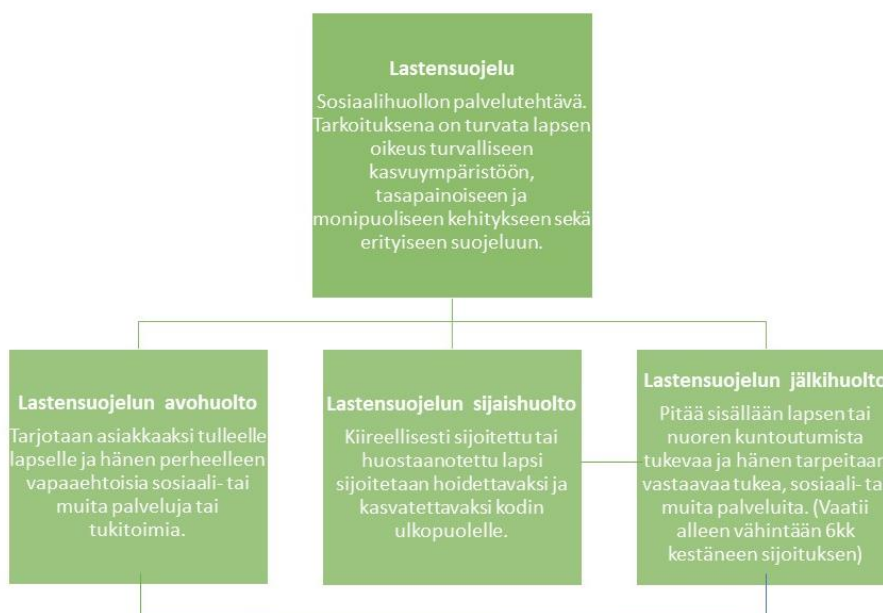 Lastensuojelu
Sosiaalihuollon palvelutehtävä.
Tarkoituksena on turvata lapsen
oikeus turvalliseen
kasvuympäristöön,
tasapainoiseen ja
monipuoliseen kehitykseen sekä
erityiseen suojeluun.
Lastensuojelun avohuolto
Tarjotaan asiakkaaksi tulleelle
lapselle ja hänen perheelleen
vapaaehtoisia sosiaali- tai
muita palveluja tai
tukitoimia.
Lastensuojelun sijaishuolto
Kiireellisesti sijoitettu tai
huostaanotettu lapsi
sijoitetaan hoidettavaksi ja
kasvatettavaksi kodin
ulkopuolelle.
Lastensuojelun jälkihuolto
Pitää sisällään lapsen tai
nuoren kuntoutumista
tukevaa ja hänen tarpeitaan
vastaavaa tukea, sosiaali- ta
muita palveluita. (Vaatii
alleen vähintään 6kk
kestäneen sijoituksen)